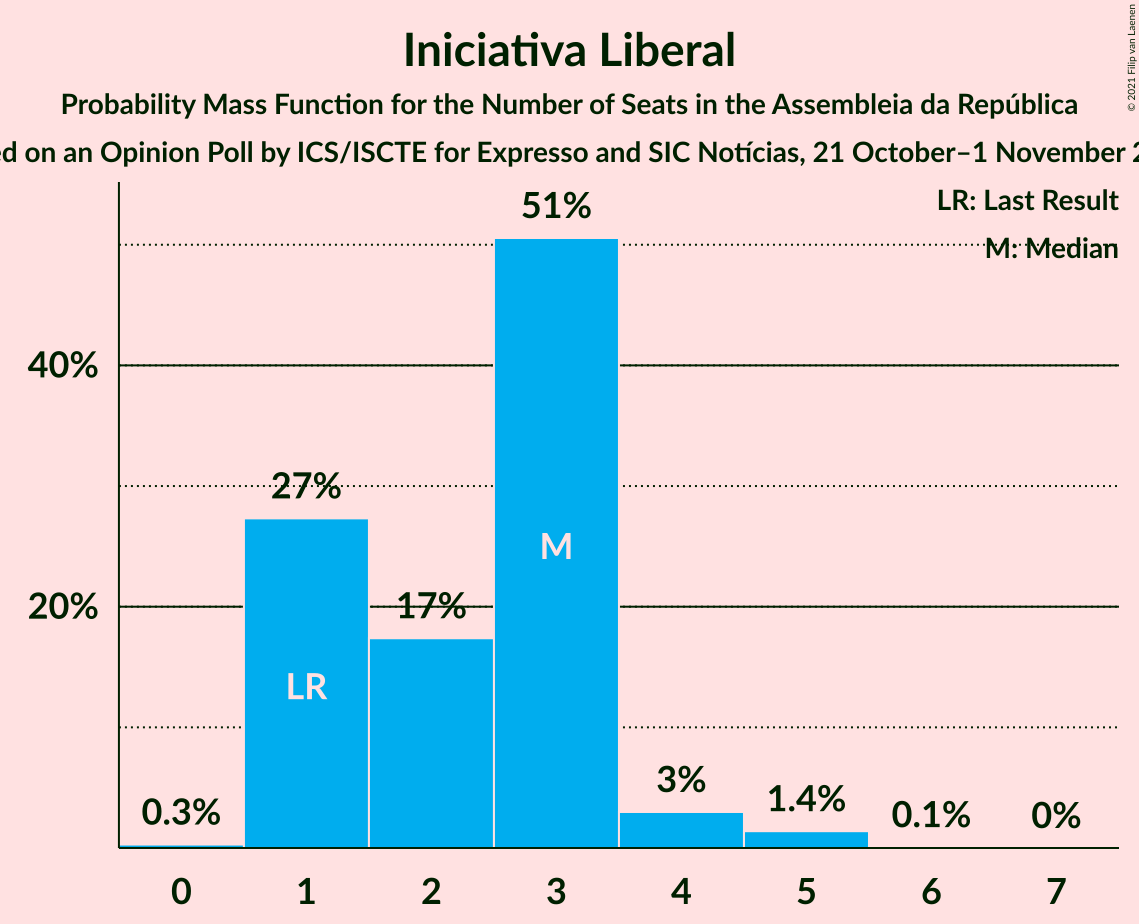 Iniciativa Liberal
Probability Mass Function for the Number of Seats in the Assembleia da República
on an Opinion Poll by ICS/ISCTE for Expresso and SIC Notícias, 21 October–1 November
© 2021 Filip van Laenen
LR: Last Result
M: Median
51%
40%
27%
M
20%
17%
LR
0.3%
3%
1.4%
0.1%
0%
0 1 2 3 4 5 6 7